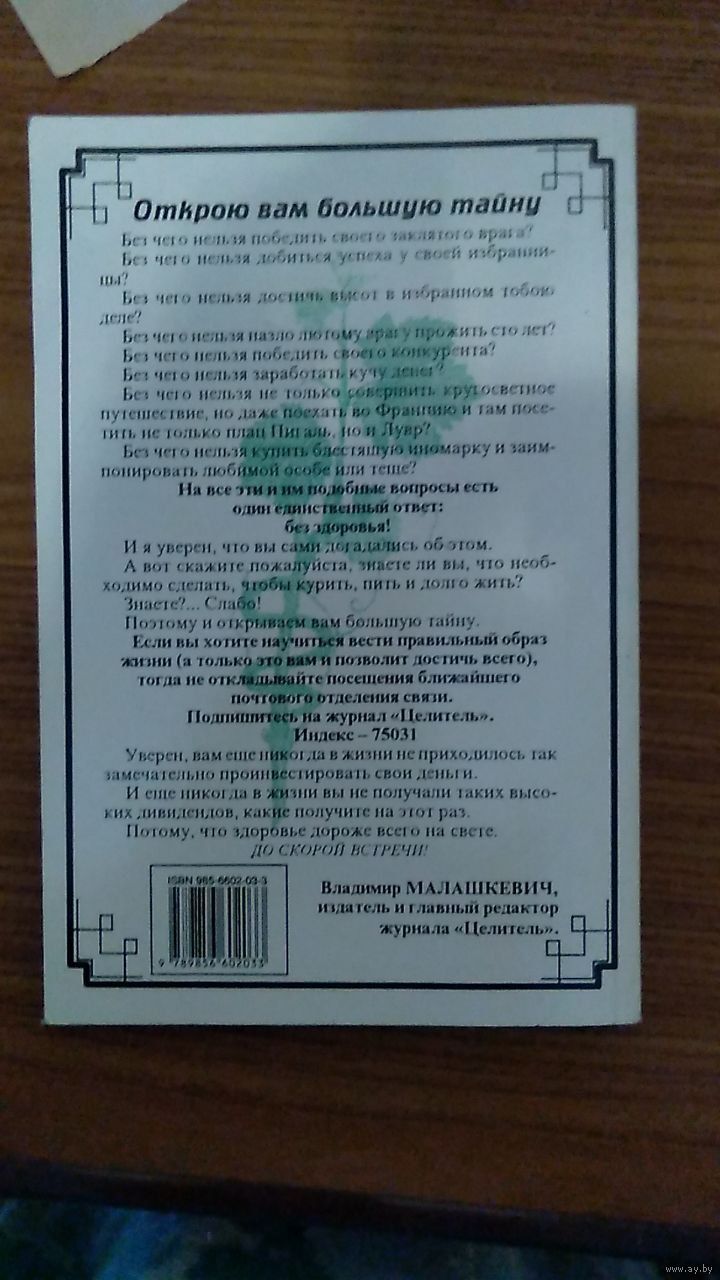 Открою вам большую тайну
Без чего нельзя победить своего заклятого врага?
Без чего нельзя добиться успеха у своей избранни-
цы?
Без чего нельзя достичь высот в избранном тобою
деле?
Без чего нельзя назло лютому врагу прожить сто лет?
Без чего нельзя победить своего конкурента?
Без чего нельзя заработать кучу денег?
Без чего нельзя не только совершить кругосветное
путешествие, но даже поехать во Францию и там посе-
тить не только плац Пигаль, но и Лувр?
Без чего нельзя купить блестящую иномарку и заим-
понировать любимой особе или теще?
На все эти и им подобные вопросы есть
один единственный ответ:
без здоровья!
И я уверен, что вы сами догадались об этом.
А вот скажите пожалуйста, знаете ли вы, что необ-
ходимо сделать, чтобы курить, пить и долго жить?
Знаете?... Слабо!
Поэтому и открываем вам большую тайну.
Если вы хотите научиться вести правильный образ
жизни (а только это вам и позволит достичь всего),
тогда не откладывайте посещения ближайшего
почтового отделения связи.
Подпишитесь на журнал «Целитель».
Индекс – 75031
Уверен, вам еще никогда в жизни не приходилось так
замечательно проинвестировать свои деньги.
И еще никогда в жизни вы не получали таких высо-
ких дивидендов, какие получите на этот раз.
Потому, что здоровье дороже всего на свете.
ДО СКОРОЙ ВСТРЕЧИ!
ISBN 985-6602-03-3
9 789856 602033
Владимир МАЛАШКЕВИЧ,
издатель и главный редактор
журнала «Целитель».
www.ay.by